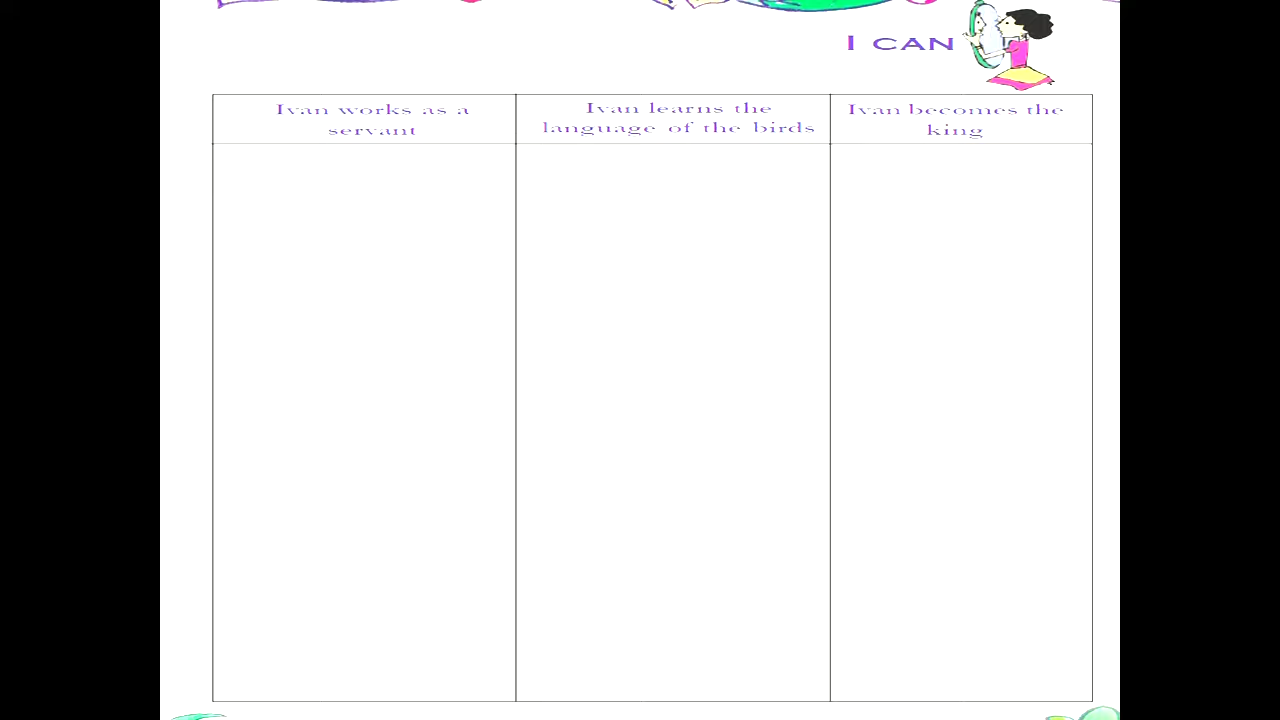 I CAN
Ivan works as a
servant
Ivan learns the
language of the birds
Ivan becomes the
king